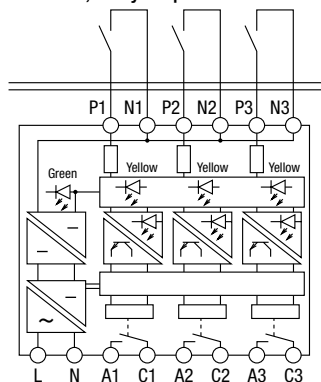 P1 N1 P2 N2 P3 N3
Green Yellow Yellow Yellow
L N A1 C1 A2 C2 A3 C3